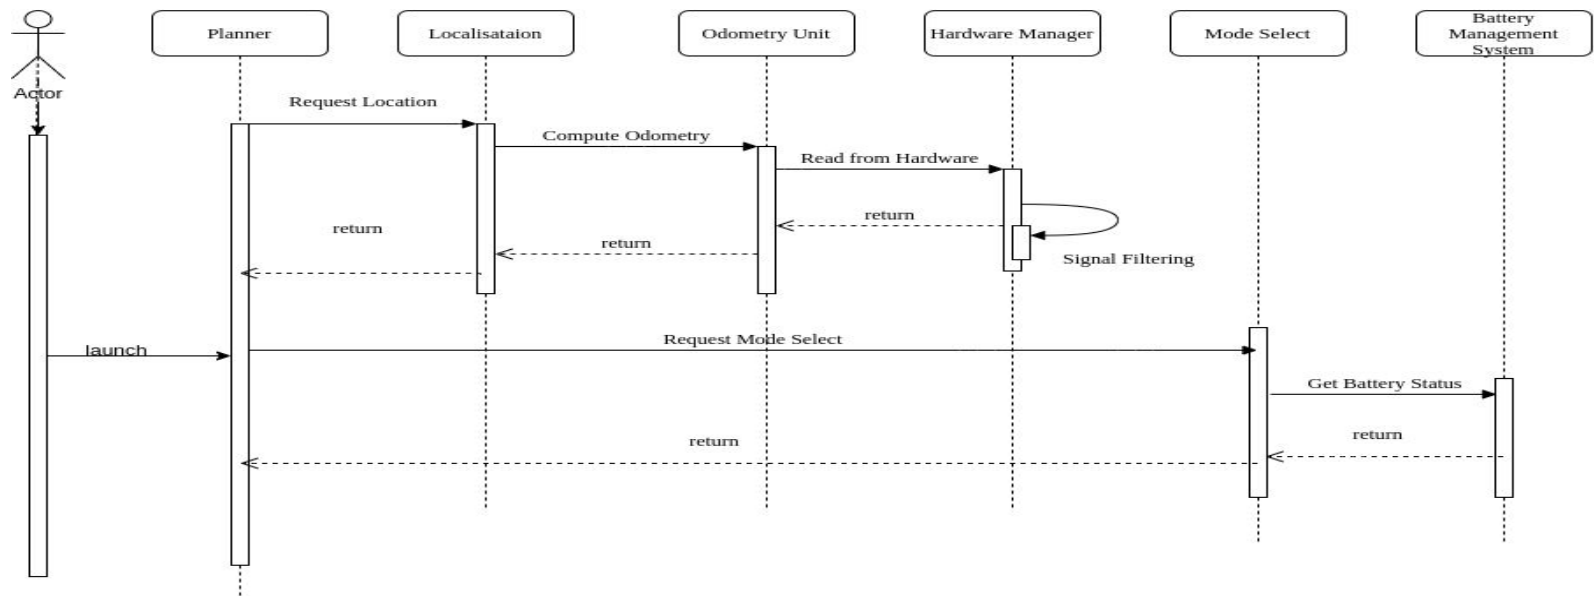 Planner
Localisataion
Odometry Unit
Hardware Manager
Mode Select
Battery
Management
System
Actor
Request Location
Compute Odometry
Read from Hardware
return
return
return
Signal Filtering
launch
Request Mode Select
Get Battery Status
return
return